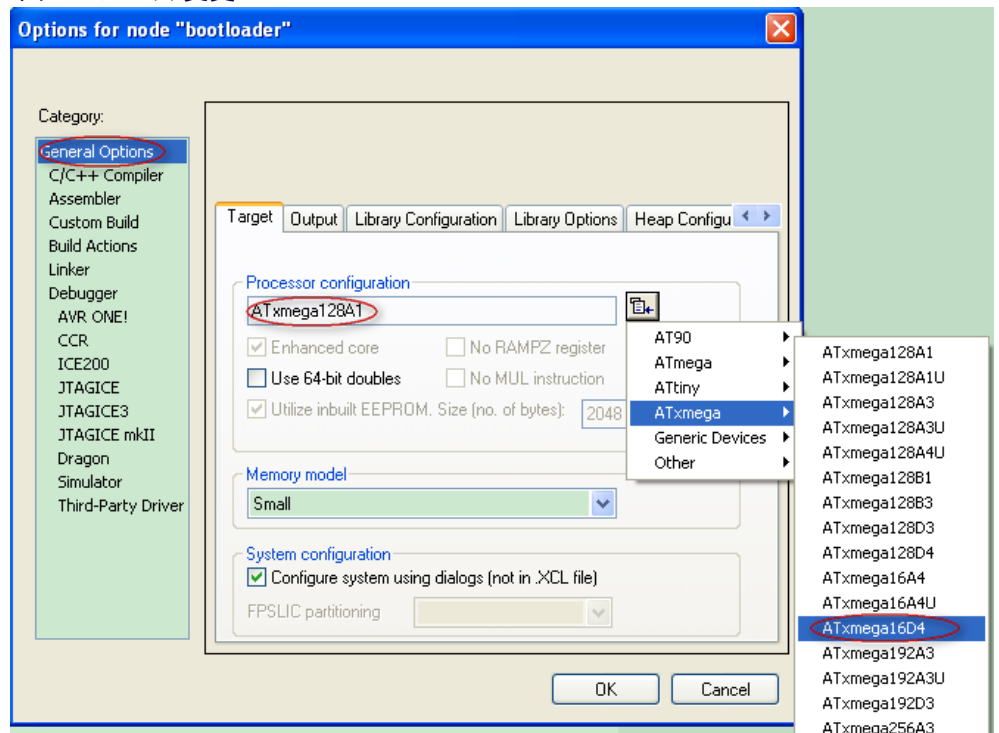 Options for node "bootloader"
Category:
General Options
C/C++ Compiler
Assembler
Custom Build
Build Actions
Linker
Debugger
AVR ONE!
CCR
ICE200
JTAGICE
JTAGICE3
JTAGICE mkII
Dragon
Simulator
Third-Party Driver
Target Output Library Configuration Library Options Heap Configu
Processor configuration
ATxmega128A1
Enhanced core No RAMPZ register
Use 64-bit doubles No MUL instruction
Utilize inbuilt EEPROM. Size (no. of bytes): 2048
Memory model
Small
System configuration
Configure system using dialogs (not in .XCL file)
FPSLIC partitioning
AT90
ATmega
ATtiny
ATxmega
Generic Devices
Other
ATxmega128A1
ATxmega128A1U
ATxmega128A3
ATxmega128A3U
ATxmega128A4U
ATxmega128B1
ATxmega128B3
ATxmega128D3
ATxmega128D4
ATxmega16A4
ATxmega16A4U
ATxmega16D4
ATxmega192A3
ATxmega192A3U
ATxmega192D3
ATxmega256A3
OK Cancel